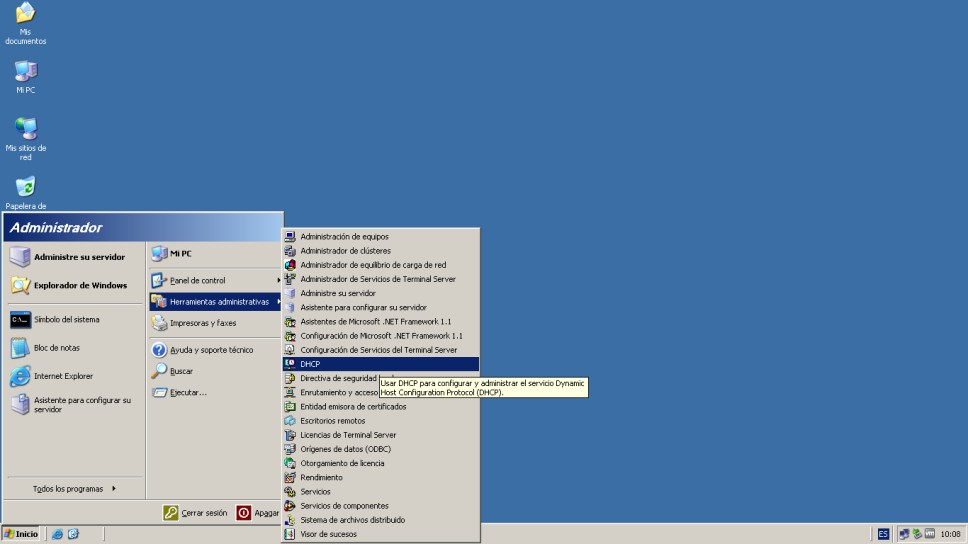 Mis
documentos
Mi PC
Mis sitios de
red
Papelera de
Administrador
Administre su servidor
Explorador de Windows
Símbolo del sistema
Bloc de notas
Internet Explorer
Asistente para configurar su
servidor
Todos los programas
Mi PC
Panel de control
Herramientas administrativas
Impresoras y faxes
Ayuda y soporte técnico
Buscar
Ejecutar...
Cerrar sesión
Apagar
Administración de equipos
Administrador de clústeres
Administrador de equilibrio de carga de red
Administrador de Servicios de Terminal Server
Administre su servidor
Asistente para configurar su servidor
Asistentes de Microsoft .NET Framework 1.1
Configuración de Microsoft .NET Framework 1.1
Configuración de Servicios del Terminal Server
DHCP
Directiva de seguridad
Usar DHCP para configurar y administrar el servicio Dynamic
Host Configuration Protocol (DHCP).
Enrutamiento y acceso
Entidad emisora de certificados
Escritorios remotos
Licencias de Terminal Server
Orígenes de datos (ODBC)
Otorgamiento de licencia
Rendimiento
Servicios
Servicios de componentes
Sistema de archivos distribuido
Visor de sucesos
Inicio
ES
10:08